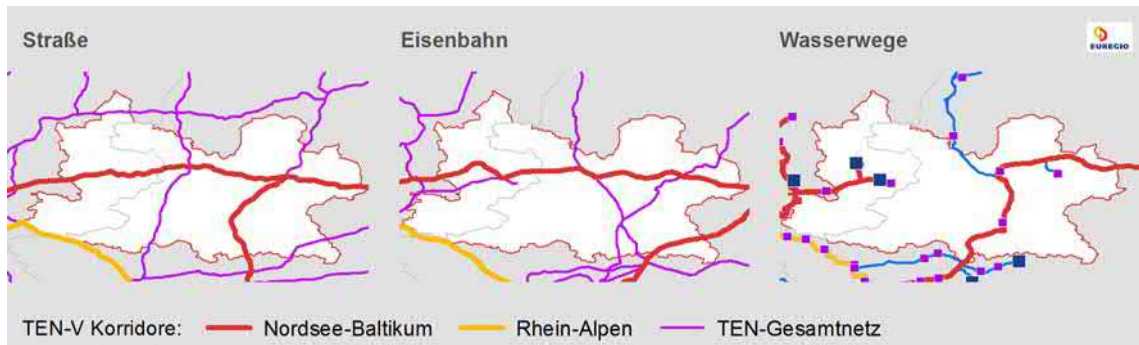 Straße
Eisenbahn
Wasserwege
EUREGIO
TEN-V Korridore:
Nordsee-Baltikum
Rhein-Alpen
TEN-Gesamtnetz